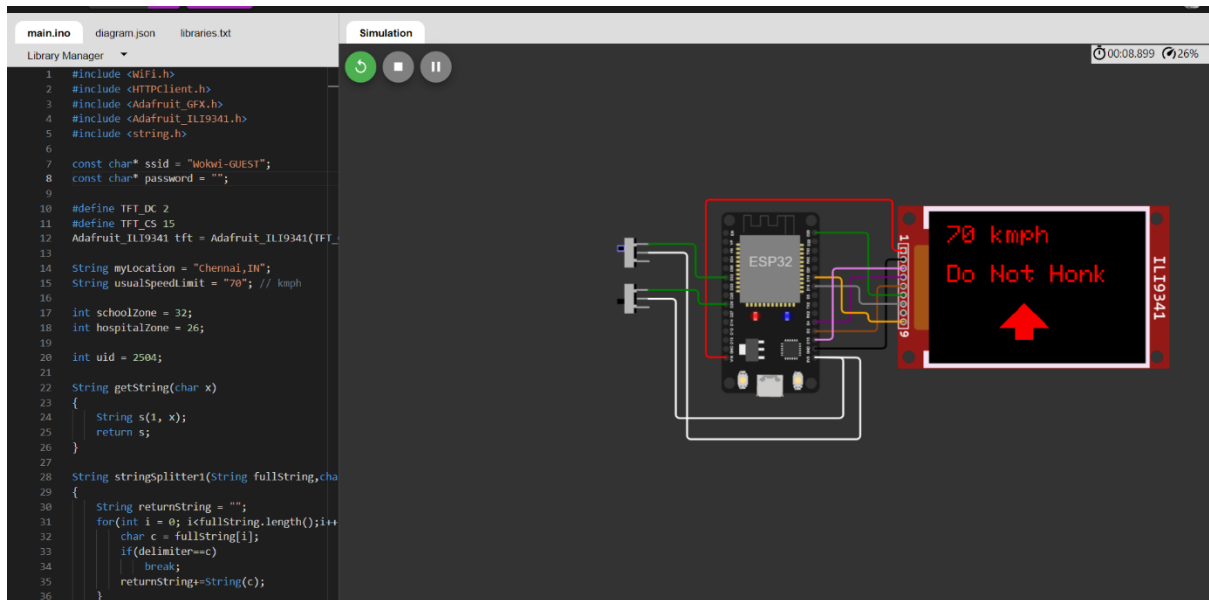 main.ino diagram.json libraries.txt
Library Manager
1 #include <WiFi.h>
2 #include <HTTPClient.h>
3 #include <Adafruit_GFX.h>
4 #include <Adafruit_ILI9341.h>
5 #include <string.h>
6
7 const char* ssid = "Wokwi-GUEST";
8 const char* password = "";
9
10 #define TFT_DC 2
11 #define TFT_CS 15
12 Adafruit_ILI9341 tft = Adafruit_ILI9341(TFT_
13
14 String myLocation = "Chennai,IN";
15 String usualSpeedLimit = "70"; // kmph
16
17 int schoolZone = 32;
18 int hospitalZone = 26;
19
20 int uid = 2504;
21
22 String getString(char x)
23 {
24 String s(1, x);
25 return s;
26 }
27
28 String stringSplitter1(String fullString,cha
29 {
30 String returnString = "";
31 for(int i = 0; i<fullString.length();i++
32 char c = fullString[i];
33 if(delimiter==c)
34 break;
35 returnString+=String(c);
36 }
Simulation
00:08.899 26%
ESP32
70 kmph
Do Not Honk
1
9
ILI9341